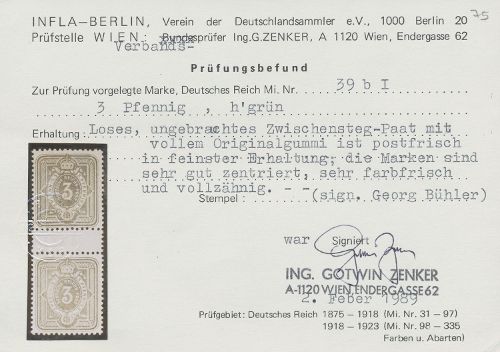 INFLA-BERLIN, Verein der Deutschlandsammler e.V., 1000 Berlin 20 75
Prüfstelle WIEN: Bundesprüfer Ing.G.ZENKER, A 1120 Wien, Endergasse 62
Verbands-
Prüfungsbefund
Zur Prüfung vorgelegte Marke, Deutsches Reich Mi. Nr. 39 b I
3 Pfennig , h'grün
Erhaltung: Loses, ungebrauchtes Zwischensteg-Paat mit
vollem Originalgummi ist postfrisch
in feinster Erhaltung, die Marken sind
sehr gut zentriert, sehr farbfrisch
und vollzähnig. - -
Stempel: (sign. Georg Bühler)
war Signiert
ING. GOTWIN ZENKER
A-1120 WIEN, ENDERGASSE 62
2. Feber 1989
Prüfgebiet: Deutsches Reich 1875 - 1918 (Mi. Nr. 31 - 97)
1918 - 1923 (Mi. Nr. 98 - 335
Farben u. Abarten)
3
3